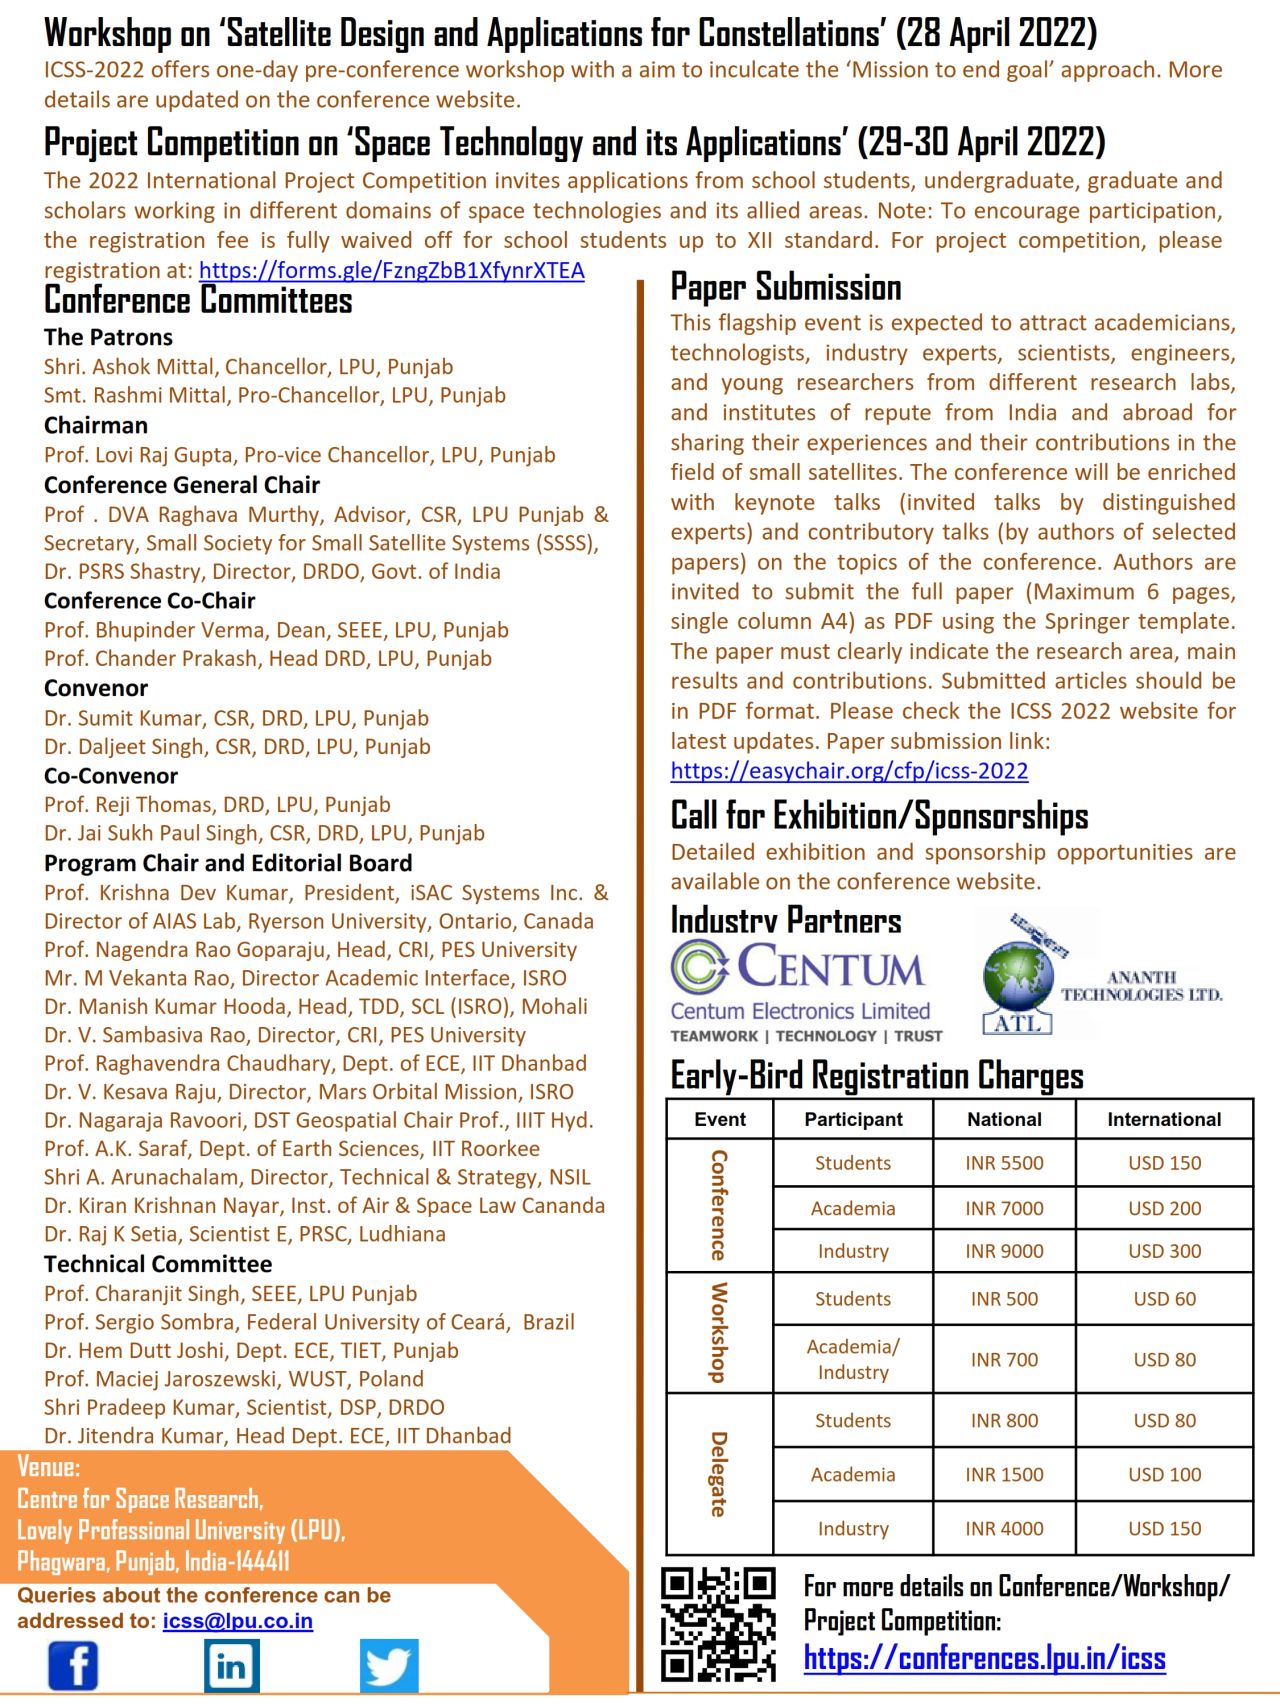 Workshop on ‘Satellite Design and Applications for Constellations’ (28 April 2022)
ICSS-2022 offers one-day pre-conference workshop with a aim to inculcate the ‘Mission to end goal’ approach. More
details are updated on the conference website.
Project Competition on ‘Space Technology and its Applications’ (29-30 April 2022)
The 2022 International Project Competition invites applications from school students, undergraduate, graduate and
scholars working in different domains of space technologies and its allied areas. Note: To encourage participation,
the registration fee is fully waived off for school students up to XII standard. For project competition, please
registration at: https://forms.gle/FzngZbB1XfynrXTEA
Conference Committees
The Patrons
Shri. Ashok Mittal, Chancellor, LPU, Punjab
Smt. Rashmi Mittal, Pro-Chancellor, LPU, Punjab
Chairman
Prof. Lovi Raj Gupta, Pro-vice Chancellor, LPU, Punjab
Conference General Chair
Prof . DVA Raghava Murthy, Advisor, CSR, LPU Punjab &
Secretary, Small Society for Small Satellite Systems (SSSS),
Dr. PSRS Shastry, Director, DRDO, Govt. of India
Conference Co-Chair
Prof. Bhupinder Verma, Dean, SEEE, LPU, Punjab
Prof. Chander Prakash, Head DRD, LPU, Punjab
Convenor
Dr. Sumit Kumar, CSR, DRD, LPU, Punjab
Dr. Daljeet Singh, CSR, DRD, LPU, Punjab
Co-Convenor
Prof. Reji Thomas, DRD, LPU, Punjab
Dr. Jai Sukh Paul Singh, CSR, DRD, LPU, Punjab
Program Chair and Editorial Board
Prof. Krishna Dev Kumar, President, iSAC Systems Inc. &
Director of AIAS Lab, Ryerson University, Ontario, Canada
Prof. Nagendra Rao Goparaju, Head, CRI, PES University
Mr. M Vekanta Rao, Director Academic Interface, ISRO
Dr. Manish Kumar Hooda, Head, TDD, SCL (ISRO), Mohali
Dr. V. Sambasiva Rao, Director, CRI, PES University
Prof. Raghavendra Chaudhary, Dept. of ECE, IIT Dhanbad
Dr. V. Kesava Raju, Director, Mars Orbital Mission, ISRO
Dr. Nagaraja Ravoori, DST Geospatial Chair Prof., IIIT Hyd.
Prof. A.K. Saraf, Dept. of Earth Sciences, IIT Roorkee
Shri A. Arunachalam, Director, Technical & Strategy, NSIL
Dr. Kiran Krishnan Nayar, Inst. of Air & Space Law Cananda
Dr. Raj K Setia, Scientist E, PRSC, Ludhiana
Technical Committee
Prof. Charanjit Singh, SEEE, LPU Punjab
Prof. Sergio Sombra, Federal University of Ceará, Brazil
Dr. Hem Dutt Joshi, Dept. ECE, TIET, Punjab
Prof. Maciej Jaroszewski, WUST, Poland
Shri Pradeep Kumar, Scientist, DSP, DRDO
Dr. Jitendra Kumar, Head Dept. ECE, IIT Dhanbad
Venue:
Centre for Space Research,
Lovely Professional University (LPU),
Phagwara, Punjab, India-144411
Queries about the conference can be
addressed to: icss@lpu.co.in
f
in
Paper Submission
This flagship event is expected to attract academicians,
technologists, industry experts, scientists, engineers,
and young researchers from different research labs,
and institutes of repute from India and abroad for
sharing their experiences and their contributions in the
field of small satellites. The conference will be enriched
with keynote talks (invited talks by distinguished
experts) and contributory talks (by authors of selected
papers) on the topics of the conference. Authors are
invited to submit the full paper (Maximum 6 pages,
single column A4) as PDF using the Springer template.
The paper must clearly indicate the research area, main
results and contributions. Submitted articles should be
in PDF format. Please check the ICSS 2022 website for
latest updates. Paper submission link:
https://easychair.org/cfp/icss-2022
Call for Exhibition/Sponsorships
Detailed exhibition and sponsorship opportunities are
available on the conference website.
Industry Partners
CENTUM
Centum Electronics Limited
TEAMWORK | TECHNOLOGY | TRUST
ATL
ANANTH
TECHNOLOGIES LTD.
Early-Bird Registration Charges
Event Participant National International
Conference
Students INR 5500 USD 150
Academia INR 7000 USD 200
Industry INR 9000 USD 300
Workshop
Students INR 500 USD 60
Academia/
Industry INR 700 USD 80
Delegate
Students INR 800 USD 80
Academia INR 1500 USD 100
Industry INR 4000 USD 150
For more details on Conference/Workshop/
Project Competition:
https://conferences.lpu.in/icss